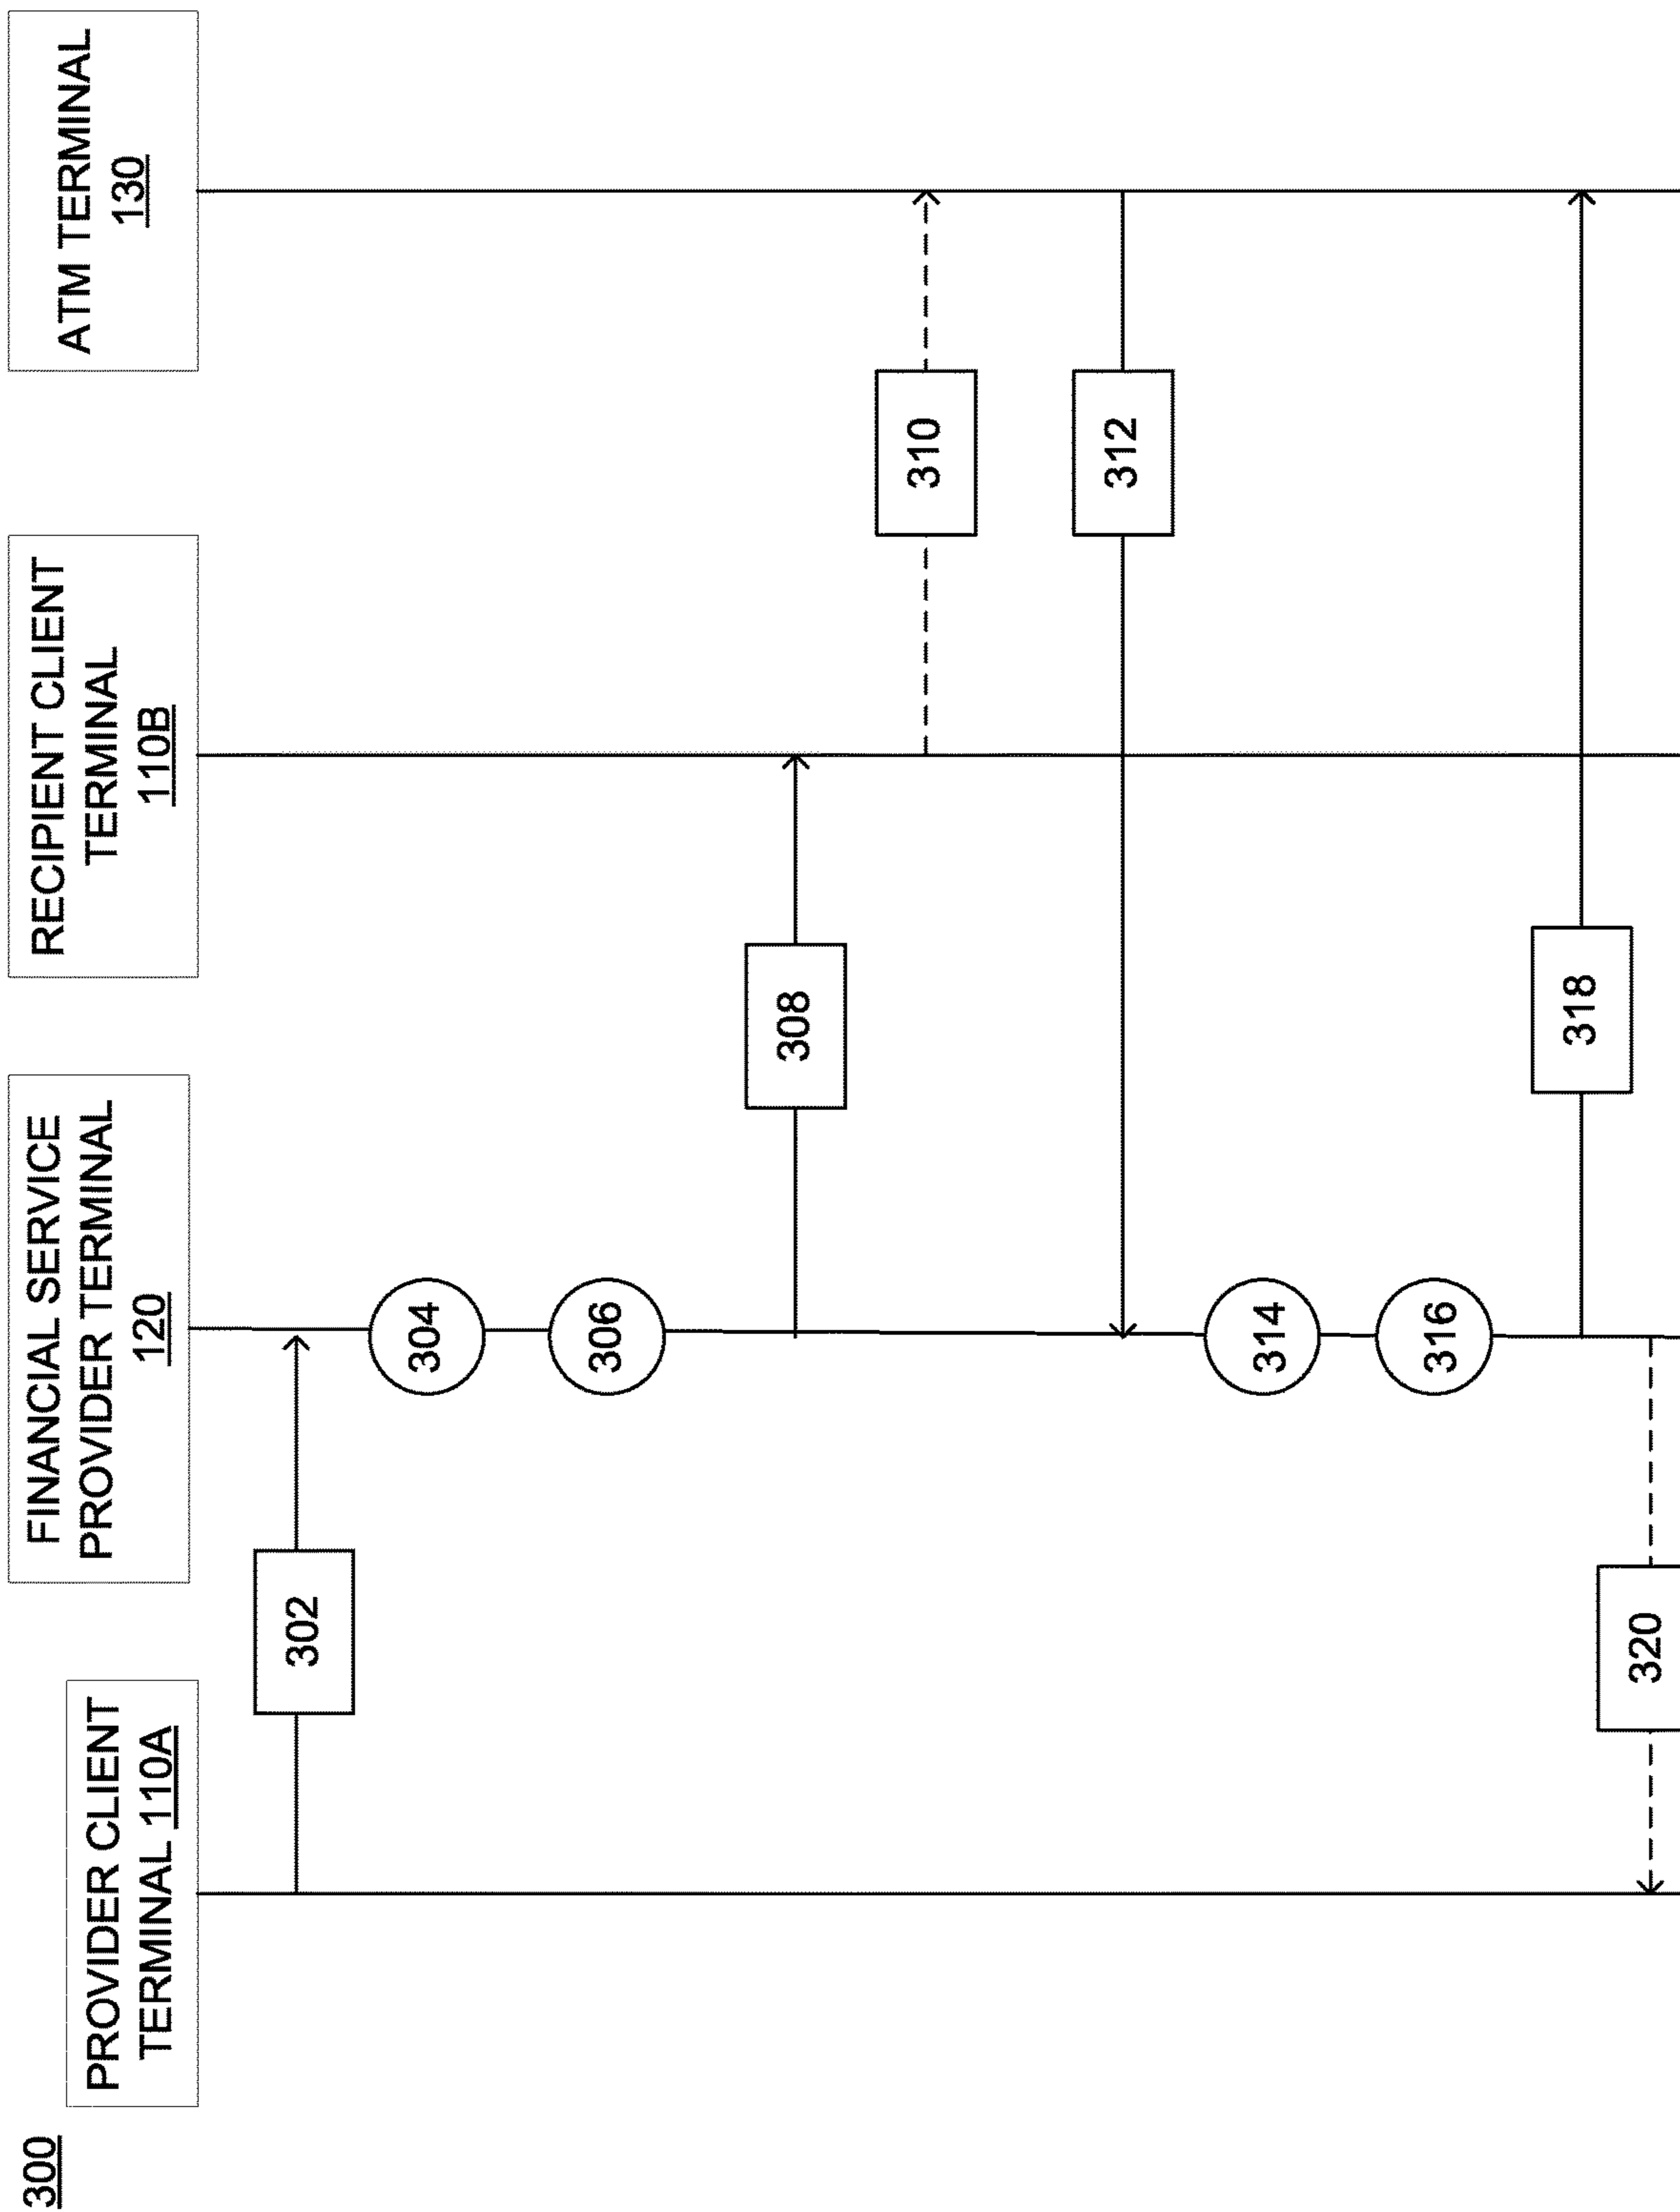 300
PROVIDER CLIENT
TERMINAL 110A
FINANCIAL SERVICE
PROVIDER TERMINAL
120
RECIPIENT CLIENT
TERMINAL
110B
ATM TERMINAL
130
302
304
306
308
310
312
314
316
318
320